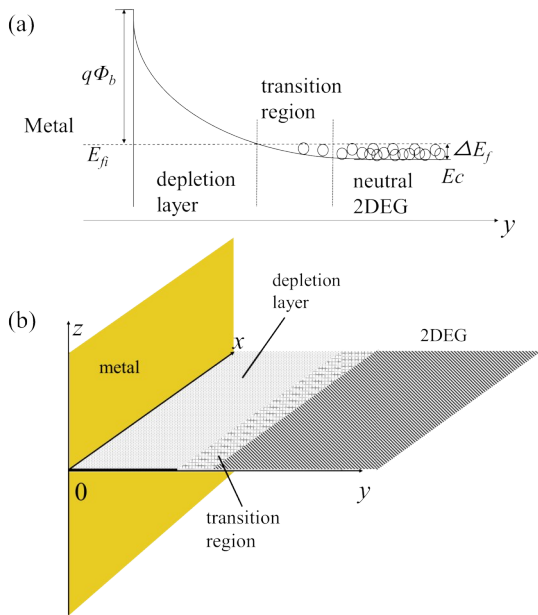 (a)
qΦb
transition
region
Metal
Efi
ΔEf
Ec
depletion
layer
neutral
2DEG
y
depletion
layer
(b)
z
x
2DEG
metal
0
y
transition
region